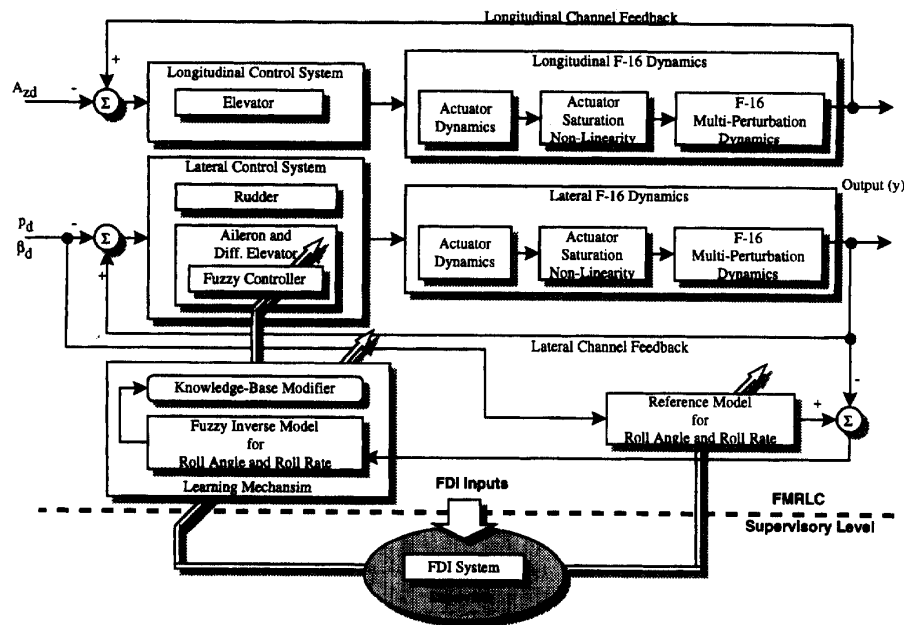 Longitudinal Channel Feedback
+
A_zd
-
Σ
Longitudinal Control System
Elevator
Longitudinal F-16 Dynamics
Actuator
Dynamics
Actuator
Saturation
Non-Linearity
F-16
Multi-Perturbation
Dynamics
Lateral Control System
Rudder
Aileron and
Diff. Elevator
Fuzzy Controller
p_d
β_d
-
Σ
+
Lateral F-16 Dynamics
Output (y)
Actuator
Dynamics
Actuator
Saturation
Non-Linearity
F-16
Multi-Perturbation
Dynamics
Lateral Channel Feedback
Knowledge-Base Modifier
Fuzzy Inverse Model
for
Roll Angle and Roll Rate
Learning Mechansim
Reference Model
for
Roll Angle and Roll Rate
-
+
Σ
FDI Inputs
FMRLC
Supervisory Level
FDI System